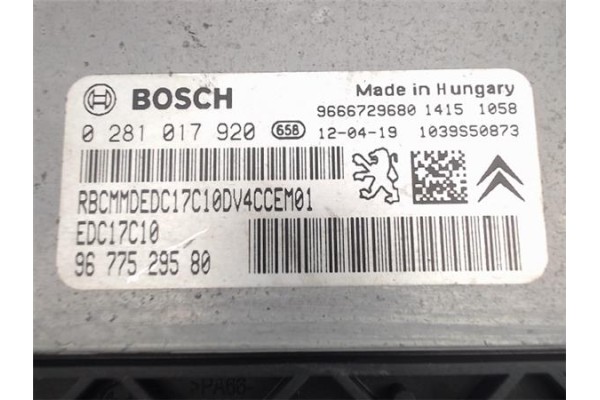 BOSCH
Made in Hungary
9666729680 1415 1058
0 281 017 920 658 12-04-19 1039S50873
RBCMMDEDC17C10DV4CCEM01
EDC17C10
96 775 295 80
>PA66-